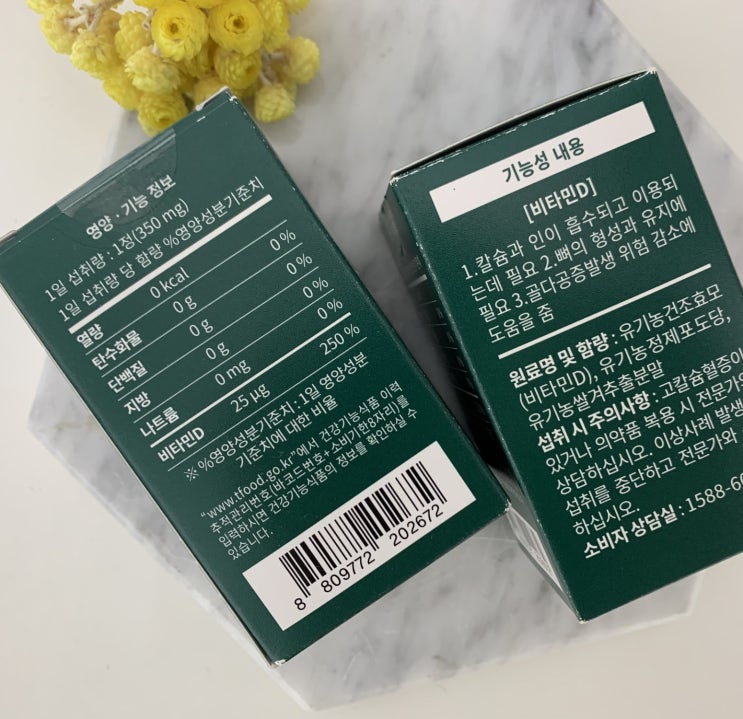 영양·기능 정보
1일 섭취량 : 1정(350 mg)
1일 섭취량 당 함량 %영양성분기준치
열량 0 kcal
탄수화물 0 g 0 %
단백질 0 g 0 %
지방 0 g 0 %
나트륨 0 mg 0 %
비타민D 25 µg 250 %
※ %영양성분기준치 : 1일 영양성분
기준치에 대한 비율
"www.tfood.go.kr"에서 건강기능식품 이력
추적관리번호(바코드번호+소비기한8자리)를
입력하시면 건강기능식품의 정보를 확인하실 수
있습니다.
8 809772 202672
기능성 내용
[비타민D]
1.칼슘과 인이 흡수되고 이용되
는데 필요 2.뼈의 형성과 유지에
필요 3.골다공증발생 위험 감소에
도움을 줌
원료명 및 함량 : 유기농건조효모
(비타민D), 유기농정제포도당,
유기농쌀겨추출분말
섭취 시 주의사항 : 고칼슘혈증이
있거나 의약품 복용 시 전문가와
상담하십시오. 이상사례 발생
섭취를 중단하고 전문가와
하십시오.
소비자 상담실 : 1588-60